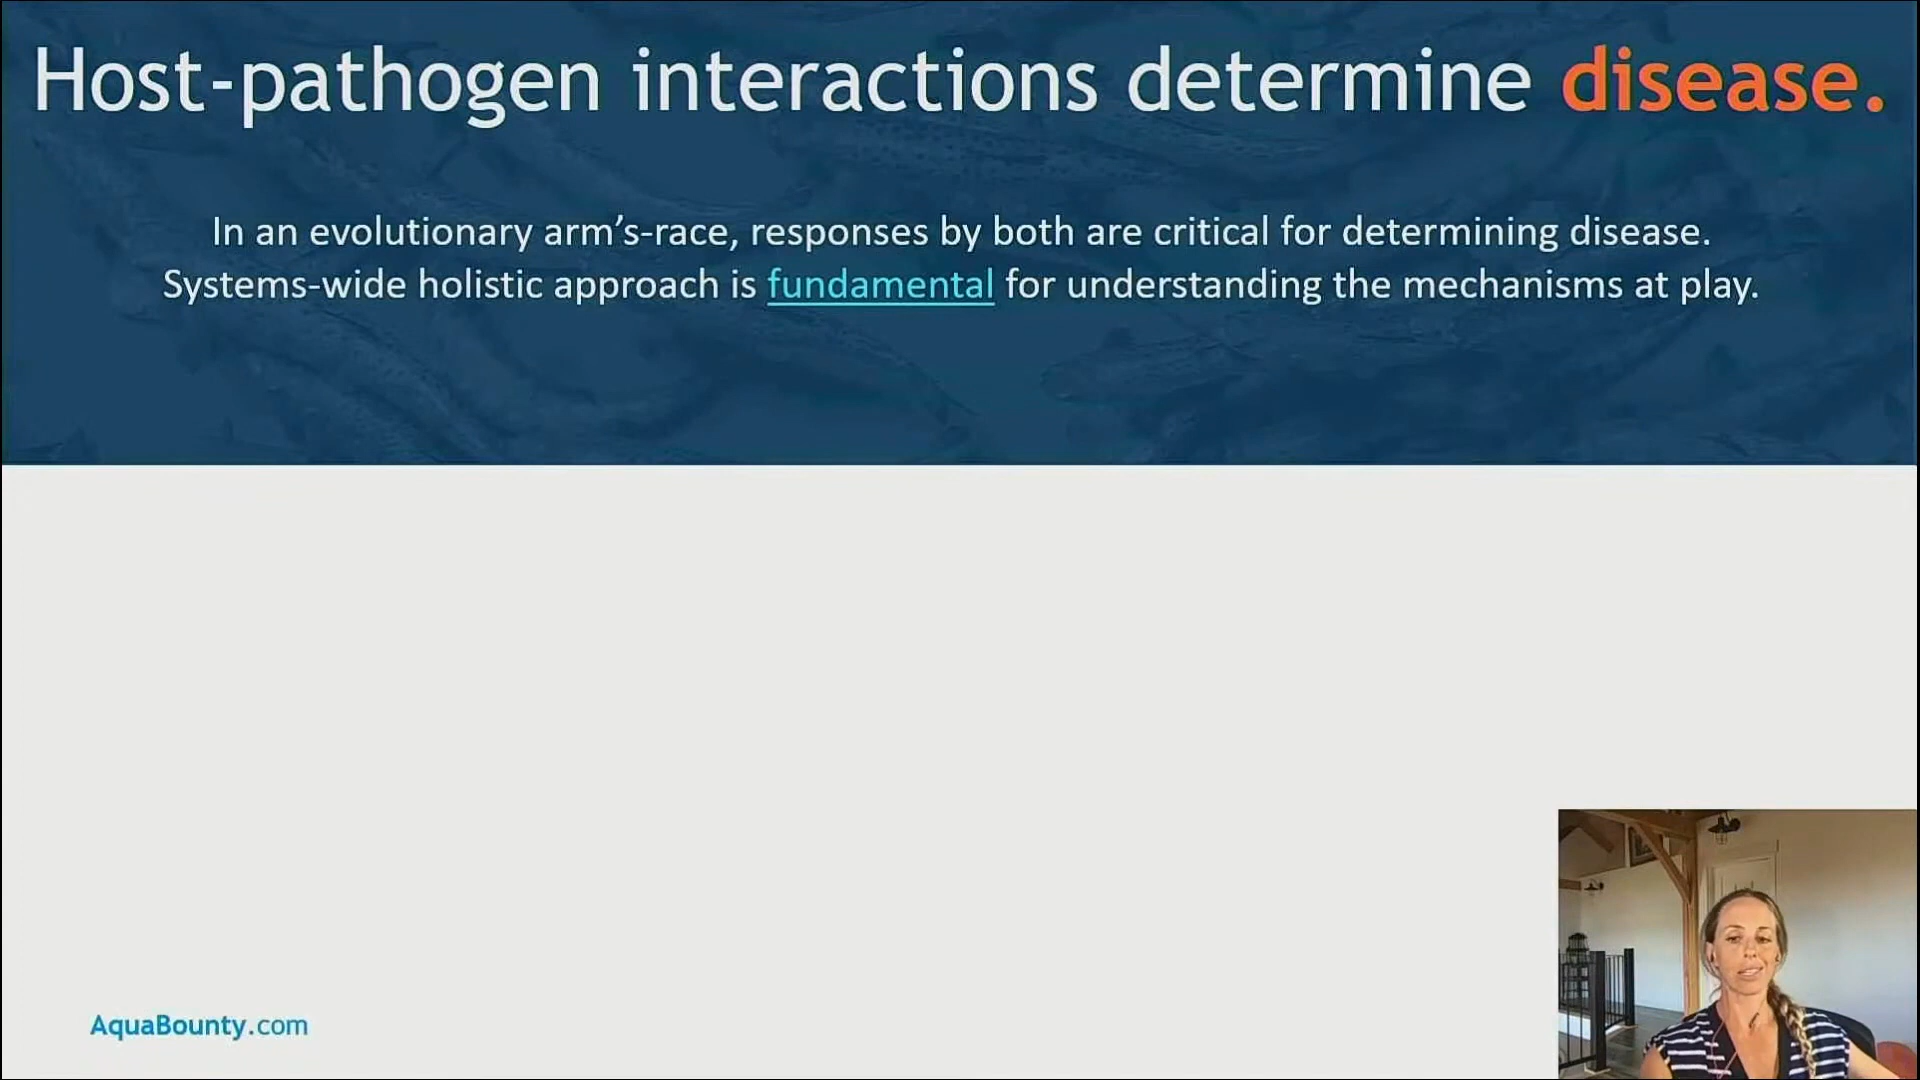 Host-pathogen interactions determine disease.
In an evolutionary arm’s-race, responses by both are critical for determining disease.
Systems-wide holistic approach is fundamental for understanding the mechanisms at play.
AquaBounty.com